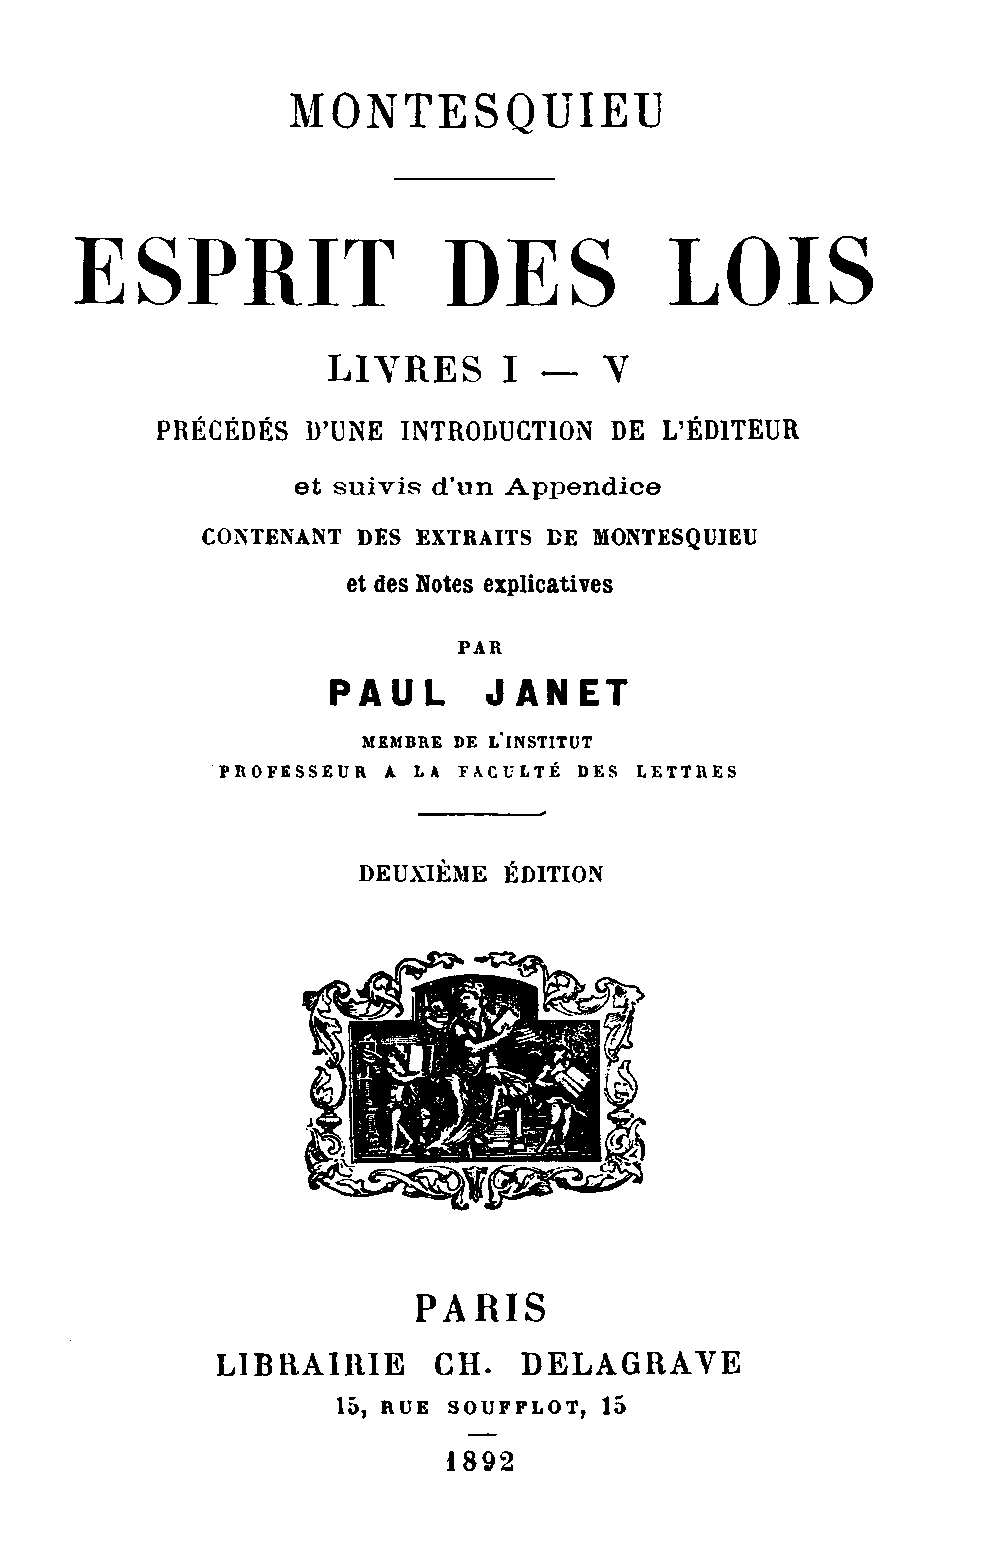 MONTESQUIEU
ESPRIT DES LOIS
LIVRES I — V
PRÉCÉDÉS D'UNE INTRODUCTION DE L'ÉDITEUR
et suivis d'un Appendice
CONTENANT DES EXTRAITS DE MONTESQUIEU
et des Notes explicatives
PAR
PAUL JANET
MEMBRE DE L'INSTITUT
PROFESSEUR A LA FACULTÉ DES LETTRES
DEUXIÈME ÉDITION
PARIS
LIBRAIRIE CH. DELAGRAVE
15, RUE SOUFFLOT, 15
1892